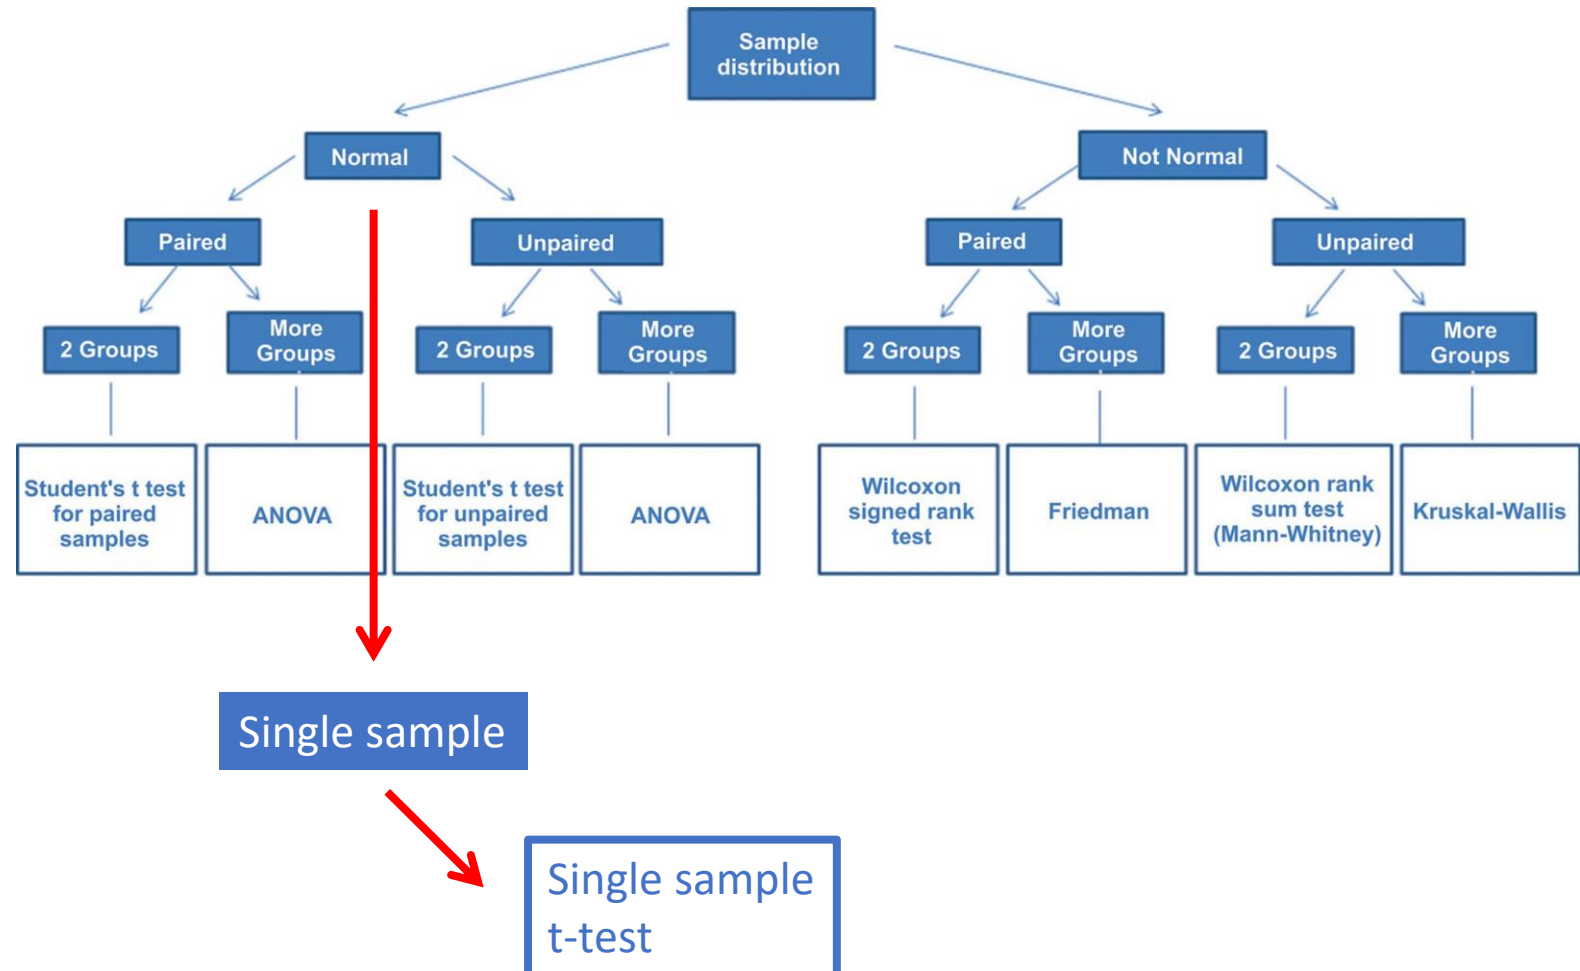 Sample
distribution
Normal
Not Normal
Paired
Unpaired
Paired
Unpaired
2 Groups
More
Groups
2 Groups
More
Groups
2 Groups
More
Groups
2 Groups
More
Groups
Student's t test
for paired
samples
ANOVA
Student's t test
for unpaired
samples
ANOVA
Wilcoxon
signed rank
test
Friedman
Wilcoxon rank
sum test
(Mann-Whitney)
Kruskal-Wallis
Single sample
Single sample
t-test